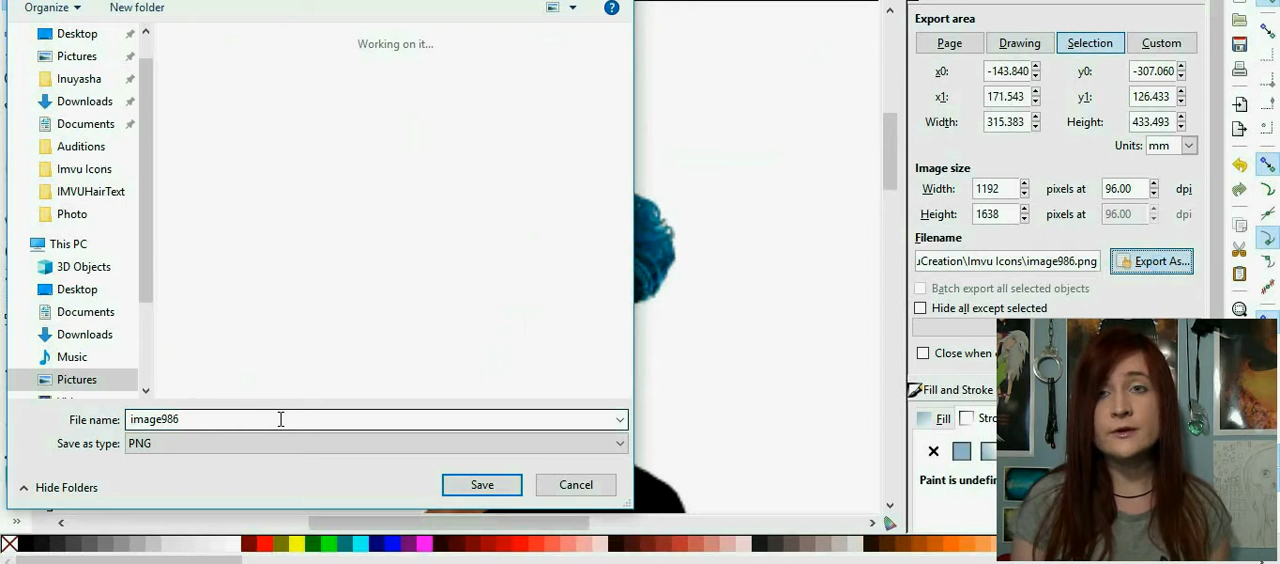 Organize
New folder
Desktop
Pictures
Inuyasha
Downloads
Documents
Auditions
Imvu Icons
IMVUHairText
Photo
This PC
3D Objects
Desktop
Documents
Downloads
Music
Pictures
Working on it...
File name: image986
Save as type: PNG
Hide Folders
Save
Cancel
Export area
Page
Drawing
Selection
Custom
x0: -143.840
y0: -307.060
x1: 171.543
y1: 126.433
Width: 315.383
Height: 433.493
Units: mm
Image size
Width: 1192 pixels at 96.00 dpi
Height: 1638 pixels at 96.00 dpi
Filename
ıCreation\Imvu Icons\image986.png
Export As...
Batch export all selected objects
Hide all except selected
Close when
Fill and Stroke
Fill
Stro
Paint is undefin